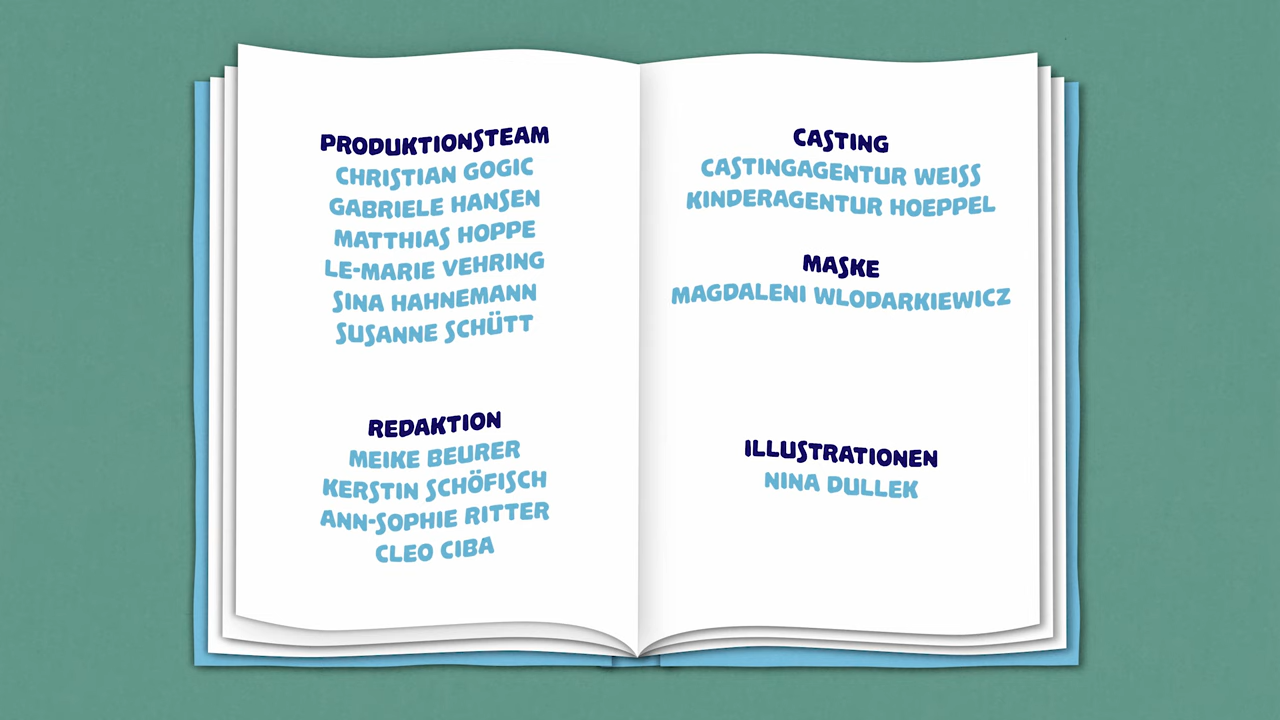 PRODUKTIONSTEAM
CHRISTIAN GOGIC
GABRIELE HANSEN
MATTHIAS HOPPE
LE-MARIE VEHRING
SINA HAHNEMANN
SUSANNE SCHÜTT
REDAKTION
MEIKE BEURER
KERSTIN SCHÖFISCH
ANN-SOPHIE RITTER
CLEO CIBA
CASTING
CASTINGAGENTUR WEISS
KINDERAGENTUR HOEPPEL
MASKE
MAGDALENI WLODARKIEWICZ
ILLUSTRATIONEN
NINA DULLEK